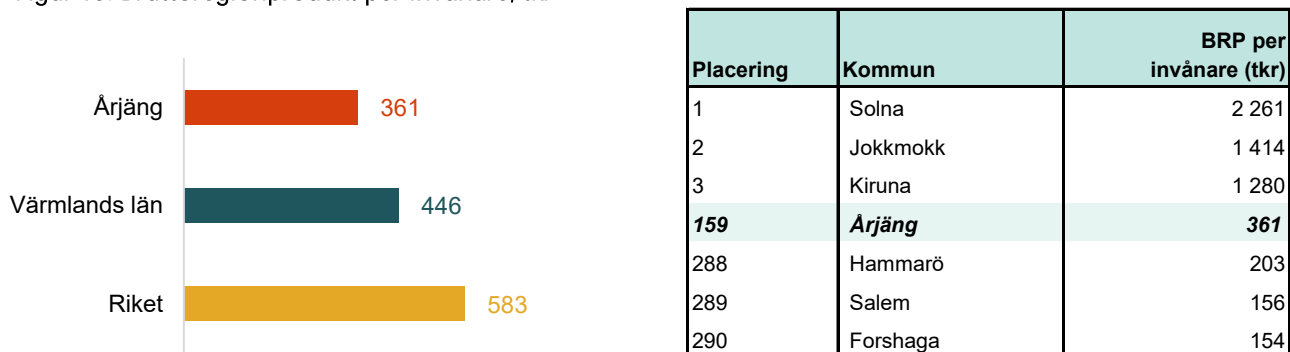 Årjäng 361
Värmlands län 446
Riket 583
BRP per
Placering Kommun invånare (tkr)
1 Solna 2 261
2 Jokkmokk 1 414
3 Kiruna 1 280
159 Årjäng 361
288 Hammarö 203
289 Salem 156
290 Forshaga 154